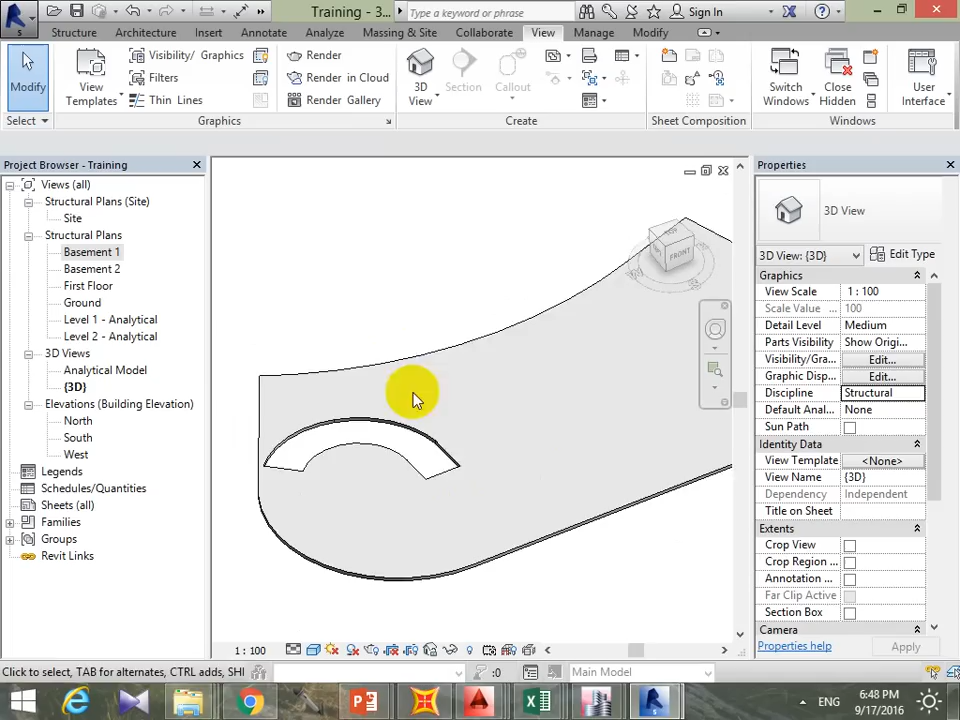 Training - 3...
Type a keyword or phrase
Sign In
Structure Architecture Insert Annotate Analyze Massing & Site Collaborate View Manage Modify
Modify
View
Templates
Visibility/ Graphics
Filters
Thin Lines
Render
Render in Cloud
Render Gallery
3D
View
Section
Callout
Switch
Windows
Close
Hidden
User
Interface
Select Graphics Create Sheet Composition Windows
Project Browser - Training
Views (all)
Structural Plans (Site)
Site
Structural Plans
Basement 1
Basement 2
First Floor
Ground
Level 1 - Analytical
Level 2 - Analytical
3D Views
Analytical Model
{3D}
Elevations (Building Elevation)
North
South
West
Legends
Schedules/Quantities
Sheets (all)
Families
Groups
Revit Links
FRONT
Properties
3D View
3D View: {3D}
Edit Type
Graphics
View Scale 1 : 100
Scale Value ... 100
Detail Level Medium
Parts Visibility Show Origi...
Visibility/Gra... Edit...
Graphic Disp... Edit...
Discipline Structural
Default Anal... None
Sun Path
Identity Data
View Template <None>
View Name {3D}
Dependency Independent
Title on Sheet
Extents
Crop View
Crop Region ...
Annotation ...
Far Clip Active
Section Box
Camera
Properties help
Apply
1 : 100
Click to select, TAB for alternates, CTRL adds, SHI
:0
Main Model
ENG
6:48 PM
9/17/2016